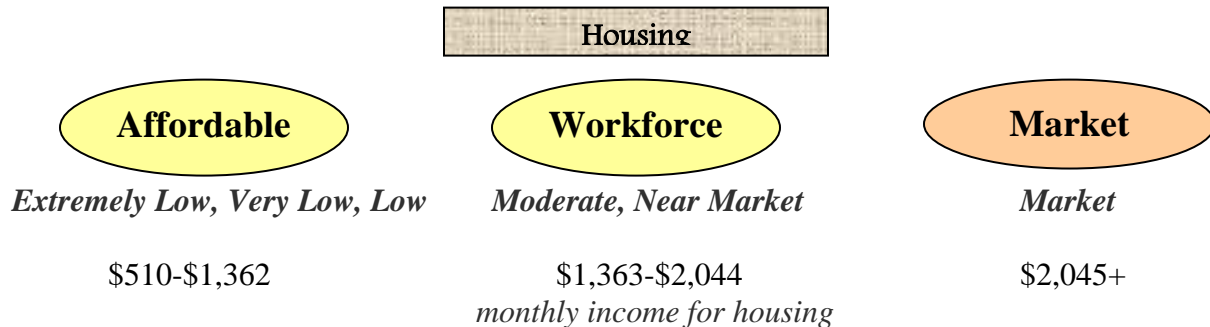 Housing
Affordable Workforce Market
Extremely Low, Very Low, Low Moderate, Near Market Market
$510-$1,362 $1,363-$2,044 $2,045+
monthly income for housing